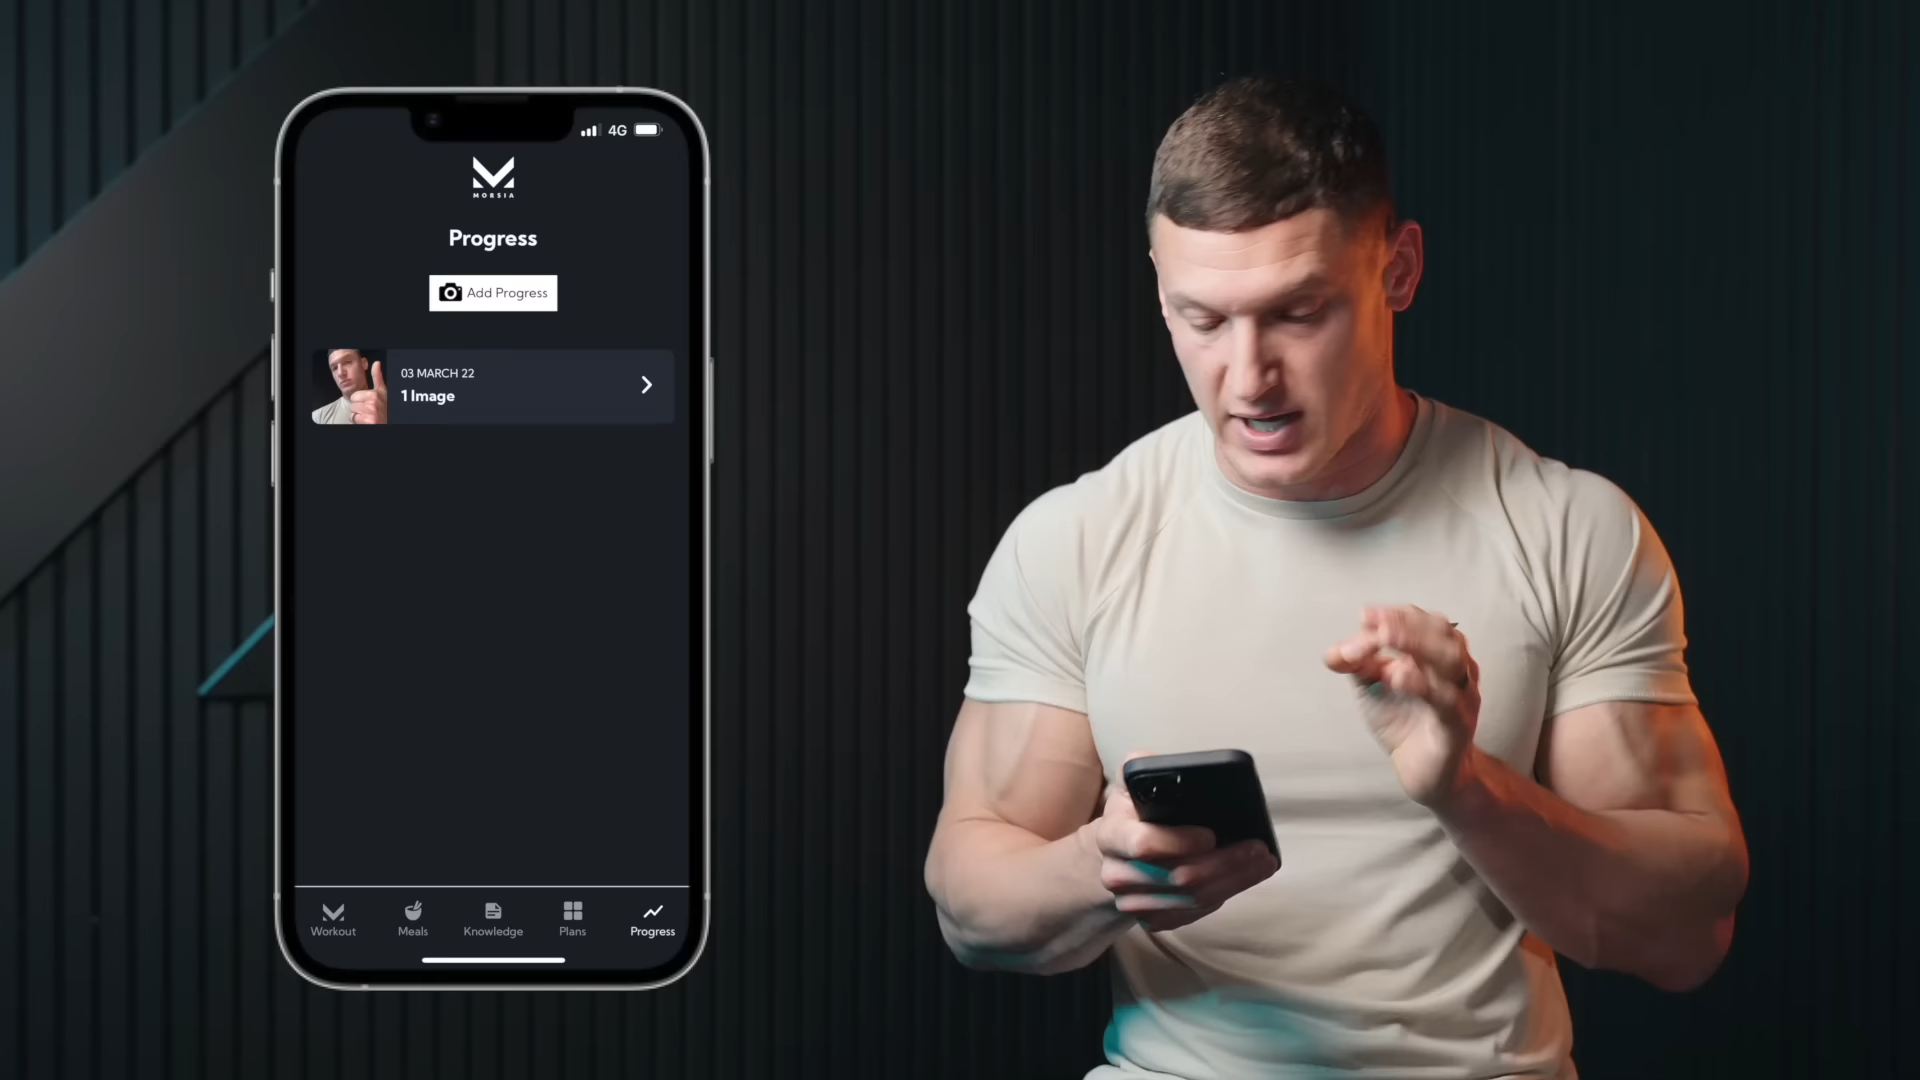 4G
MORSIA
Progress
Add Progress
03 MARCH 22
1 Image
Workout
Meals
Knowledge
Plans
Progress